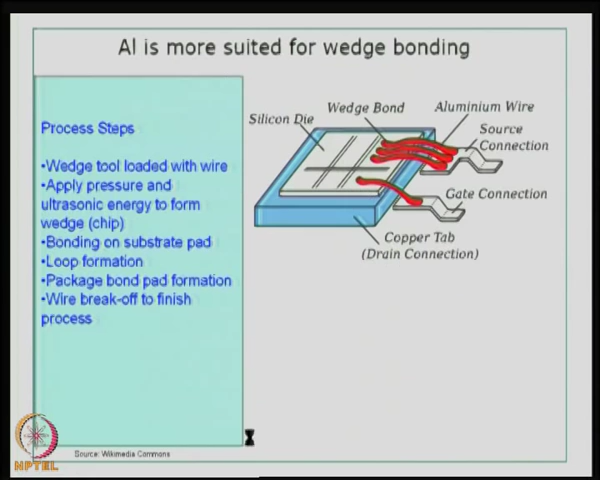 Al is more suited for wedge bonding
Process Steps
•Wedge tool loaded with wire
•Apply pressure and
ultrasonic energy to form
wedge (chip)
•Bonding on substrate pad
•Loop formation
•Package bond pad formation
•Wire break-off to finish
process
Silicon Die
Wedge Bond
Aluminium Wire
Source
Connection
Gate Connection
Copper Tab
(Drain Connection)
Source: Wikimedia Commons
NPTEL